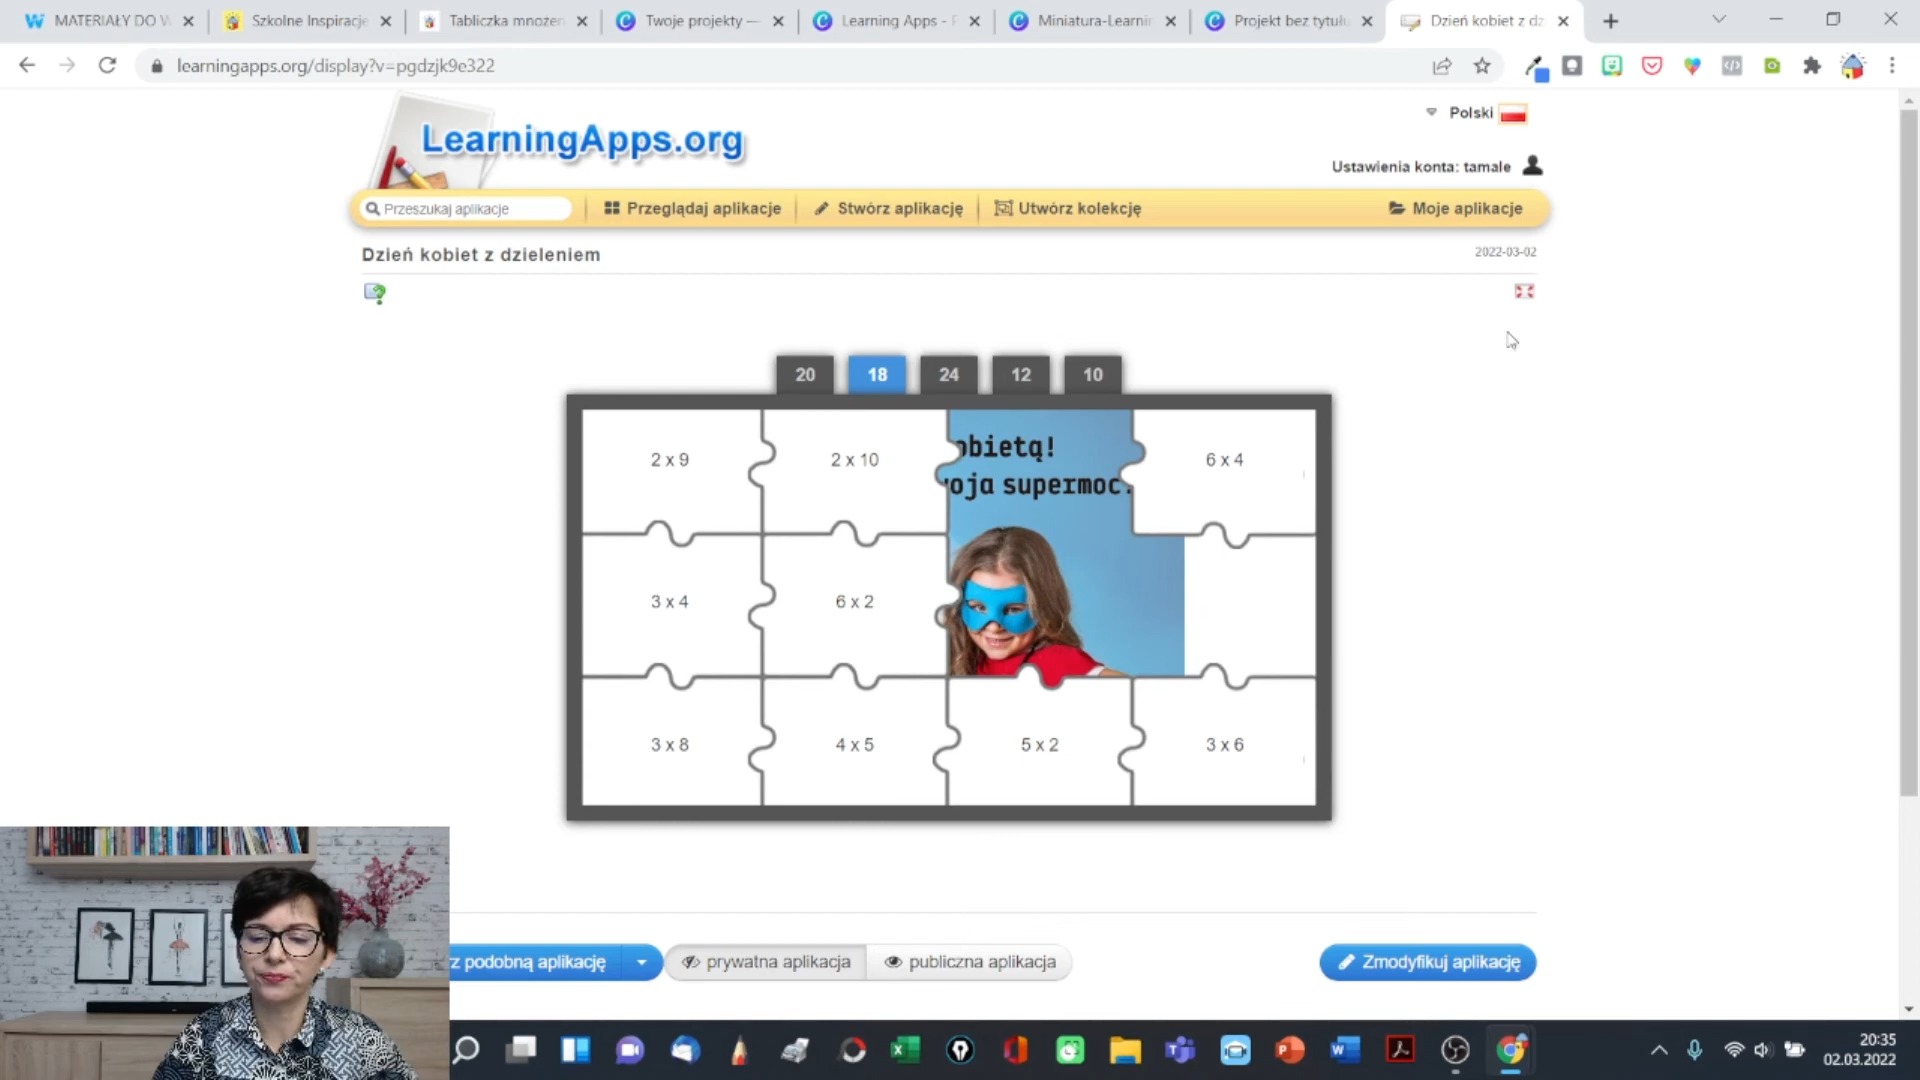 MATERIAŁY DO W
Szkolne Inspiracje
Tabliczka mnożen
Twoje projekty —
Learning Apps - P
Miniatura-Learnin
Projekt bez tytułu
Dzień kobiet z dz
learningapps.org/display?v=pgdzjk9e322
Polski
LearningApps.org
Ustawienia konta: tamale
Przeszukaj aplikacje
Przeglądaj aplikacje
Stwórz aplikację
Utwórz kolekcję
Moje aplikacje
Dzień kobiet z dzieleniem
2022-03-02
20 18 24 12 10
2 x 9
2 x 10
obietą!
woja supermoc!
6 x 4
3 x 4
6 x 2
3 x 8
4 x 5
5 x 2
3 x 6
z podobną aplikację
prywatna aplikacja
publiczna aplikacja
Zmodyfikuj aplikację
20:35
02.03.2022